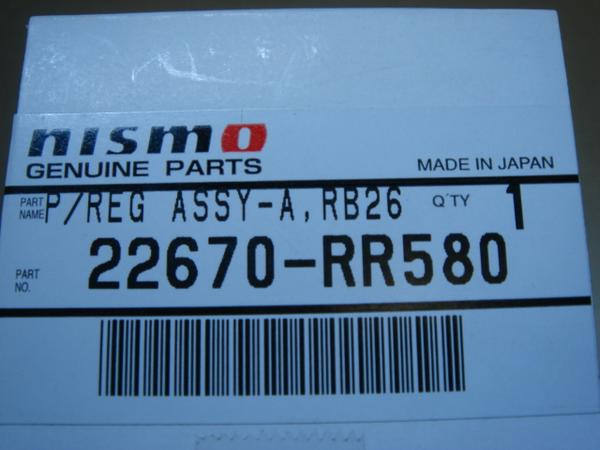 nismo
GENUINE PARTS
MADE IN JAPAN
PART NAME P/REG ASSY-A,RB26 Q'TY 1
PART NO. 22670-RR580